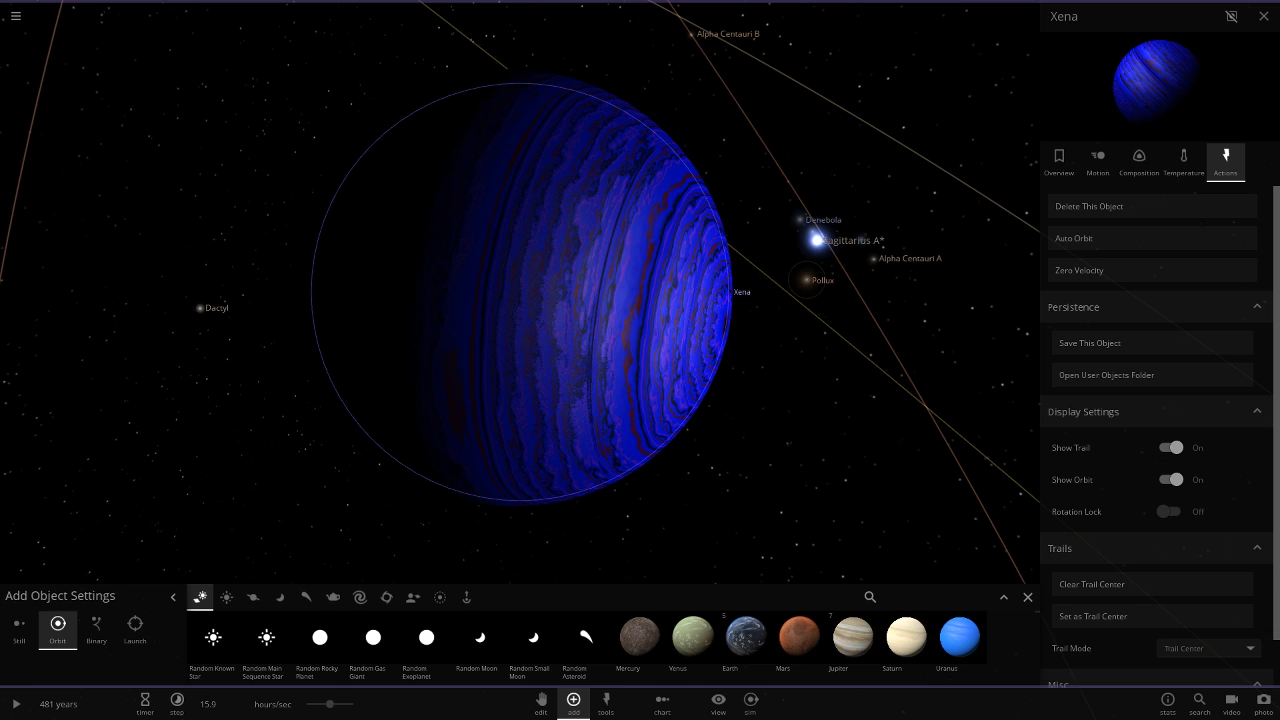 Xena
Alpha Centauri B
Denebola
Sagittarius A*
Alpha Centauri A
Pollux
Xena
Dactyl
Overview
Motion
Composition
Temperature
Actions
Delete This Object
Auto Orbit
Zero Velocity
Persistence
Save This Object
Open User Objects Folder
Display Settings
Show Trail
On
Show Orbit
On
Rotation Lock
Off
Trails
Clear Trail Center
Set as Trail Center
Trail Mode
Trail Center
Misc
Add Object Settings
Still
Orbit
Binary
Launch
5
7
Random Known
Star
Random Main
Sequence Star
Random Rocky
Planet
Random Gas
Giant
Random
Exoplanet
Random Moon
Random Small
Moon
Random
Asteroid
Mercury
Venus
Earth
Mars
Jupiter
Saturn
Uranus
481 years
timer
step
15.9
hours/sec
edit
add
tools
chart
view
sim
stats
search
video
photo